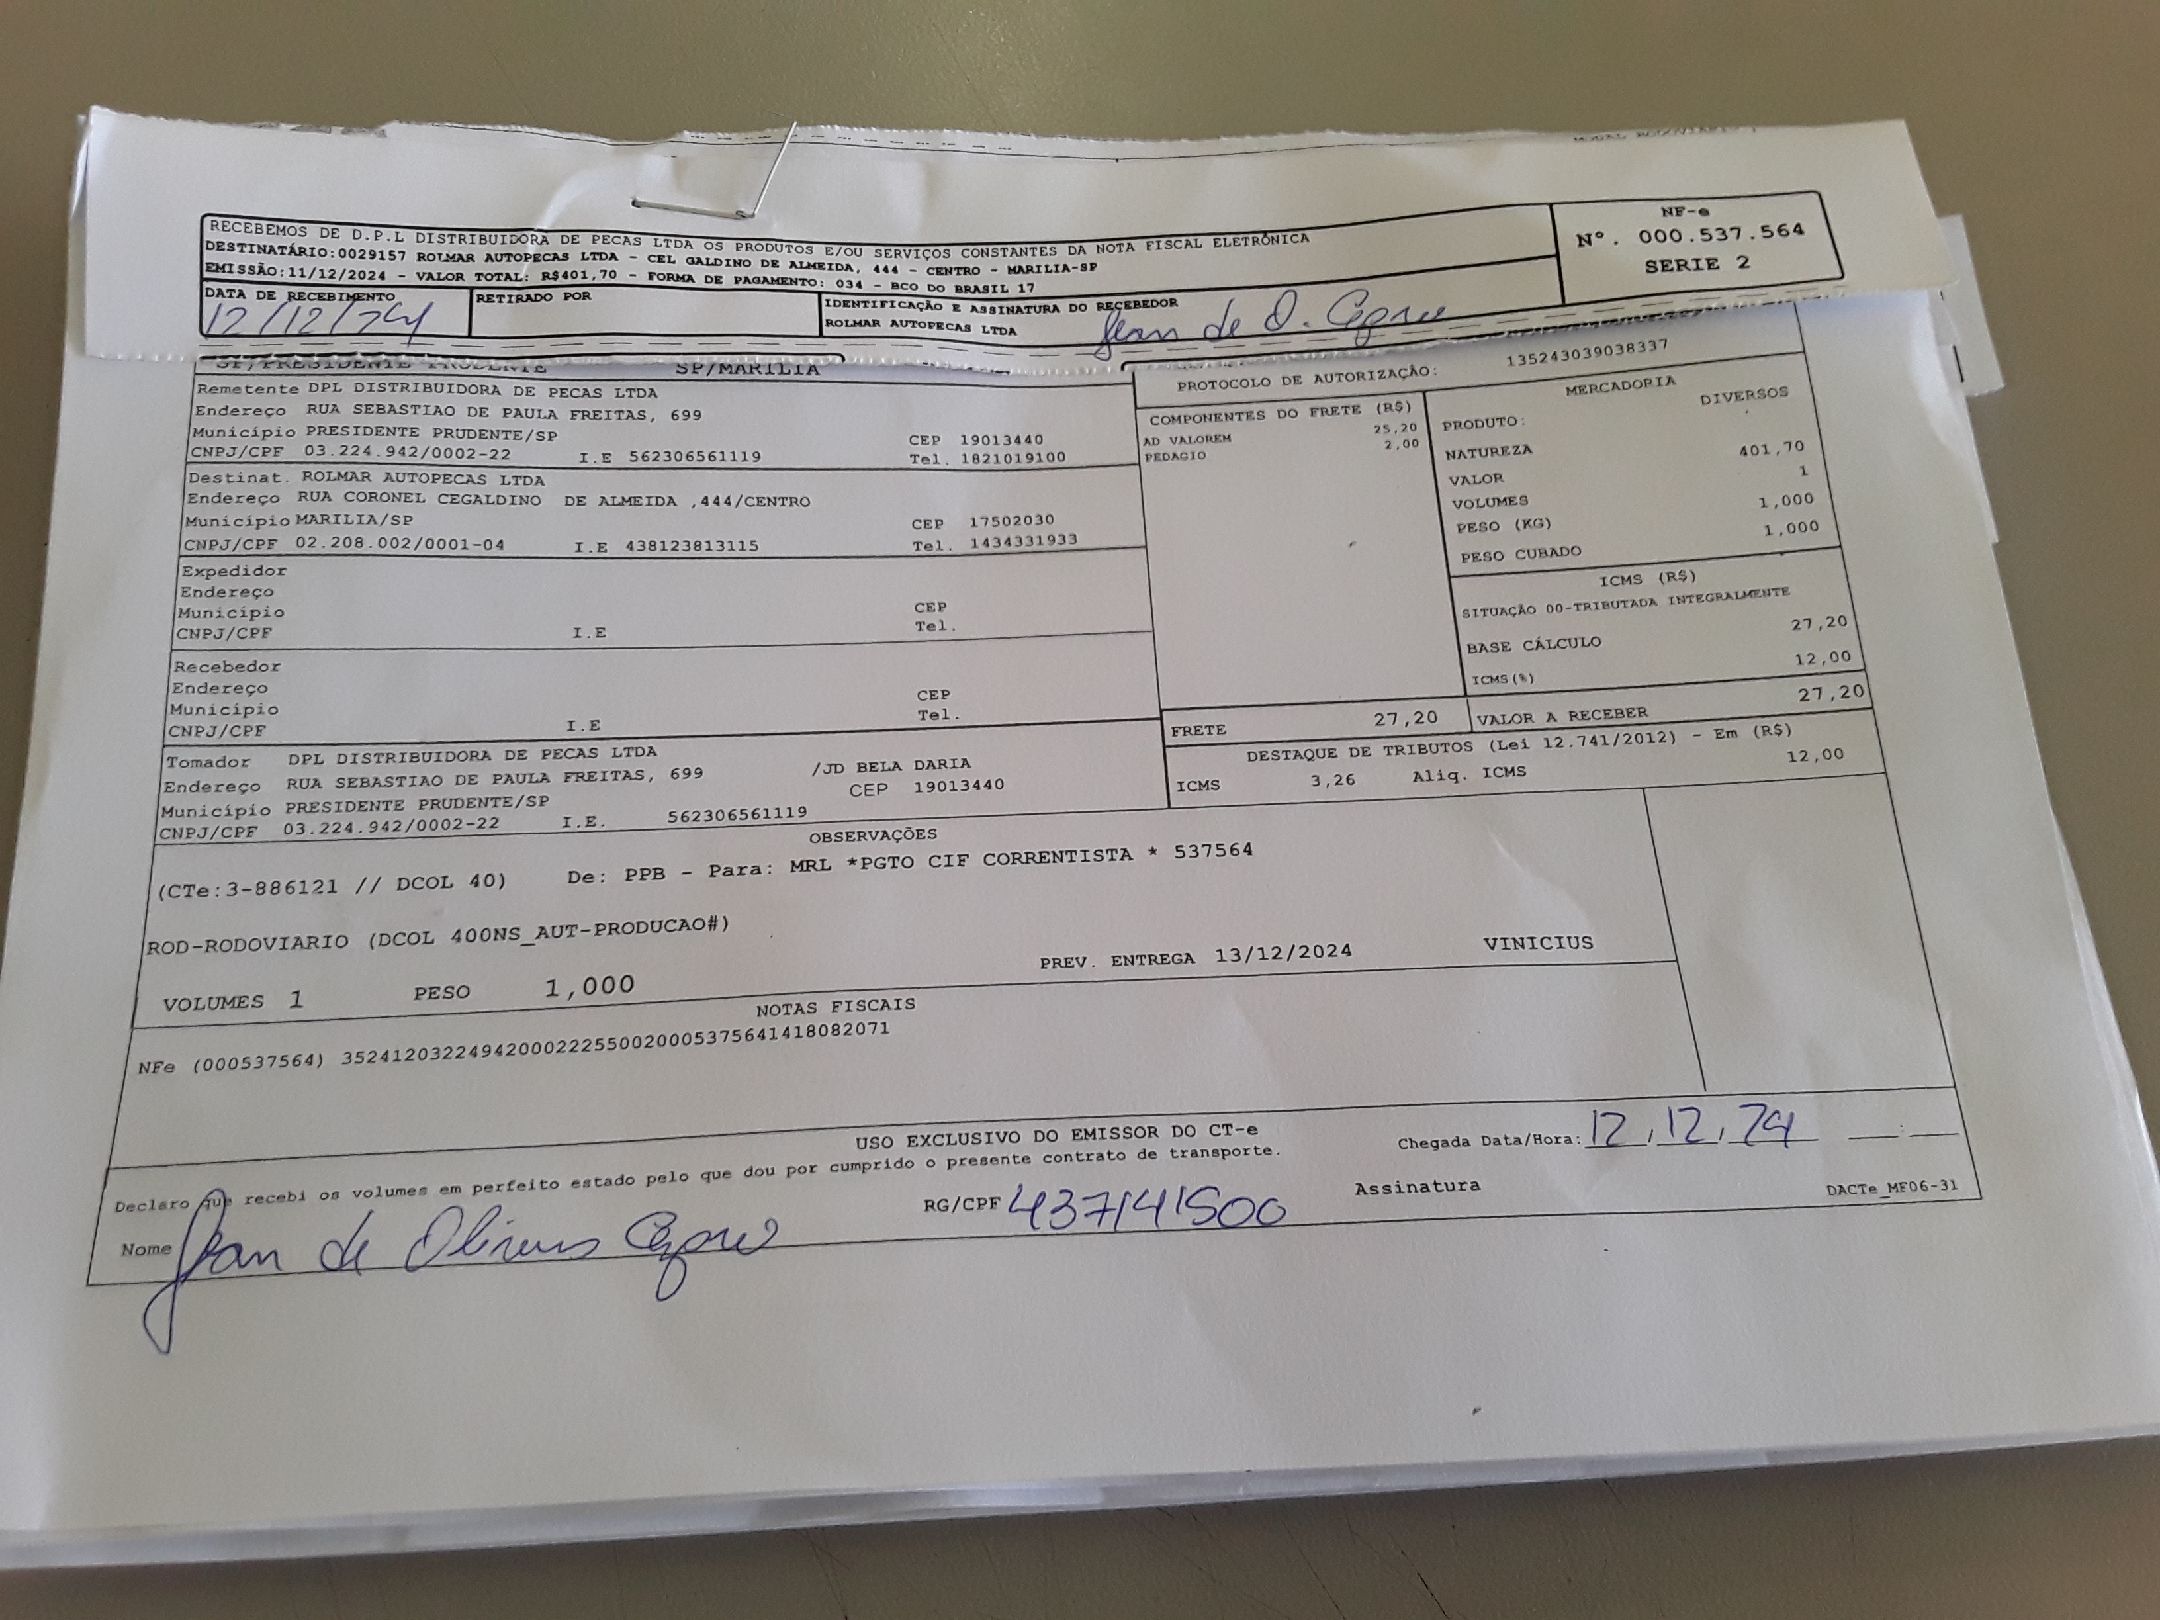 RECEBEMOS DE D.P.L DISTRIBUIDORA DE PECAS LTDA OS PRODUTOS E/OU SERVIÇOS CONSTANTES DA NOTA FISCAL ELETRÔNICA
DESTINATÁRIO:0029157 ROLMAR AUTOPECAS LTDA - CEL GALDINO DE ALMEIDA, 444 - CENTRO - MARILIA-SP
EMISSÃO:11/12/2024 - VALOR TOTAL: R$401,70 - FORMA DE PAGAMENTO: 034 - BCO DO BRASIL 17
NF-e
Nº. 000.537.564
SERIE 2
DATA DE RECEBIMENTO
12/12/24
RETIRADO POR
IDENTIFICAÇÃO E ASSINATURA DO RECEBEDOR
ROLMAR AUTOPECAS LTDA Jean de O.
SP/PRESIDENTE PRUDENTE SP/MARILIA
Remetente DPL DISTRIBUIDORA DE PECAS LTDA
Endereço RUA SEBASTIAO DE PAULA FREITAS, 699
Município PRESIDENTE PRUDENTE/SP CEP 19013440
CNPJ/CPF 03.224.942/0002-22 I.E 562306561119 Tel. 1821019100
Destinat. ROLMAR AUTOPECAS LTDA
Endereço RUA CORONEL CEGALDINO DE ALMEIDA ,444/CENTRO
Município MARILIA/SP CEP 17502030
CNPJ/CPF 02.208.002/0001-04 I.E 438123813115 Tel. 1434331933
Expedidor
Endereço
Município CEP
CNPJ/CPF I.E Tel.
Recebedor
Endereço
Município CEP
CNPJ/CPF I.E Tel.
Tomador DPL DISTRIBUIDORA DE PECAS LTDA
Endereço RUA SEBASTIAO DE PAULA FREITAS, 699 /JD BELA DARIA
Município PRESIDENTE PRUDENTE/SP CEP 19013440
CNPJ/CPF 03.224.942/0002-22 I.E. 562306561119
PROTOCOLO DE AUTORIZAÇÃO: 135243039038337
COMPONENTES DO FRETE (R$)
AD VALOREM 25,20
PEDAGIO 2,00
MERCADORIA
PRODUTO: DIVERSOS
NATUREZA
VALOR 401,70
VOLUMES 1
PESO (KG) 1,000
PESO CUBADO 1,000
ICMS (R$)
SITUAÇÃO 00-TRIBUTADA INTEGRALMENTE
BASE CÁLCULO 27,20
ICMS(%) 12,00
FRETE 27,20 VALOR A RECEBER 27,20
DESTAQUE DE TRIBUTOS (Lei 12.741/2012) - Em (R$)
ICMS 3,26 Aliq. ICMS 12,00
OBSERVAÇÕES
(CTe:3-886121 // DCOL 40) De: PPB - Para: MRL *PGTO CIF CORRENTISTA * 537564
ROD-RODOVIARIO (DCOL 400NS_AUT-PRODUCAO#)
PREV. ENTREGA 13/12/2024 VINICIUS
VOLUMES 1 PESO 1,000
NOTAS FISCAIS
NFe (000537564) 35241203224942000222550020005375641418082071
USO EXCLUSIVO DO EMISSOR DO CT-e
Declaro que recebi os volumes em perfeito estado pelo que dou por cumprido o presente contrato de transporte.
Chegada Data/Hora: 12,12,24 :
Nome Jean de Oliveira
RG/CPF 437141500
Assinatura
DACTe_MF06-31